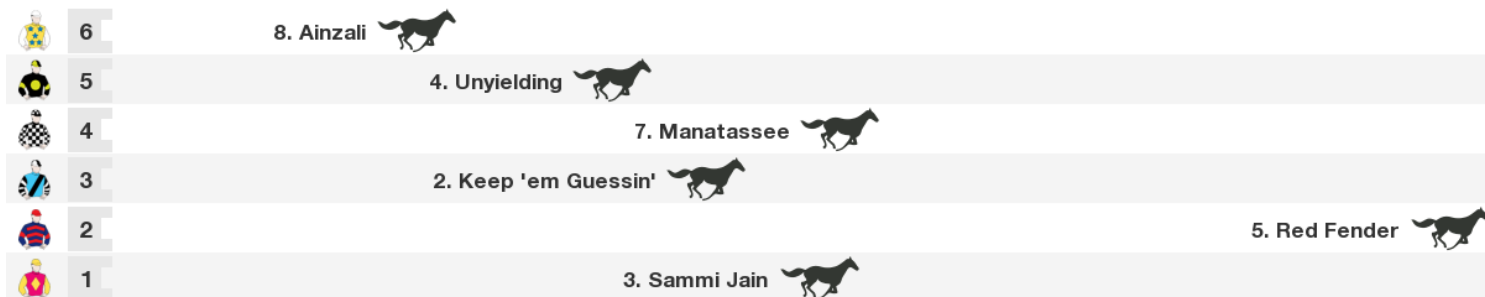 6 8. Ainzali
5 4. Unyielding
4 7. Manatassee
3 2. Keep 'em Guessin'
2 5. Red Fender
1 3. Sammi Jain